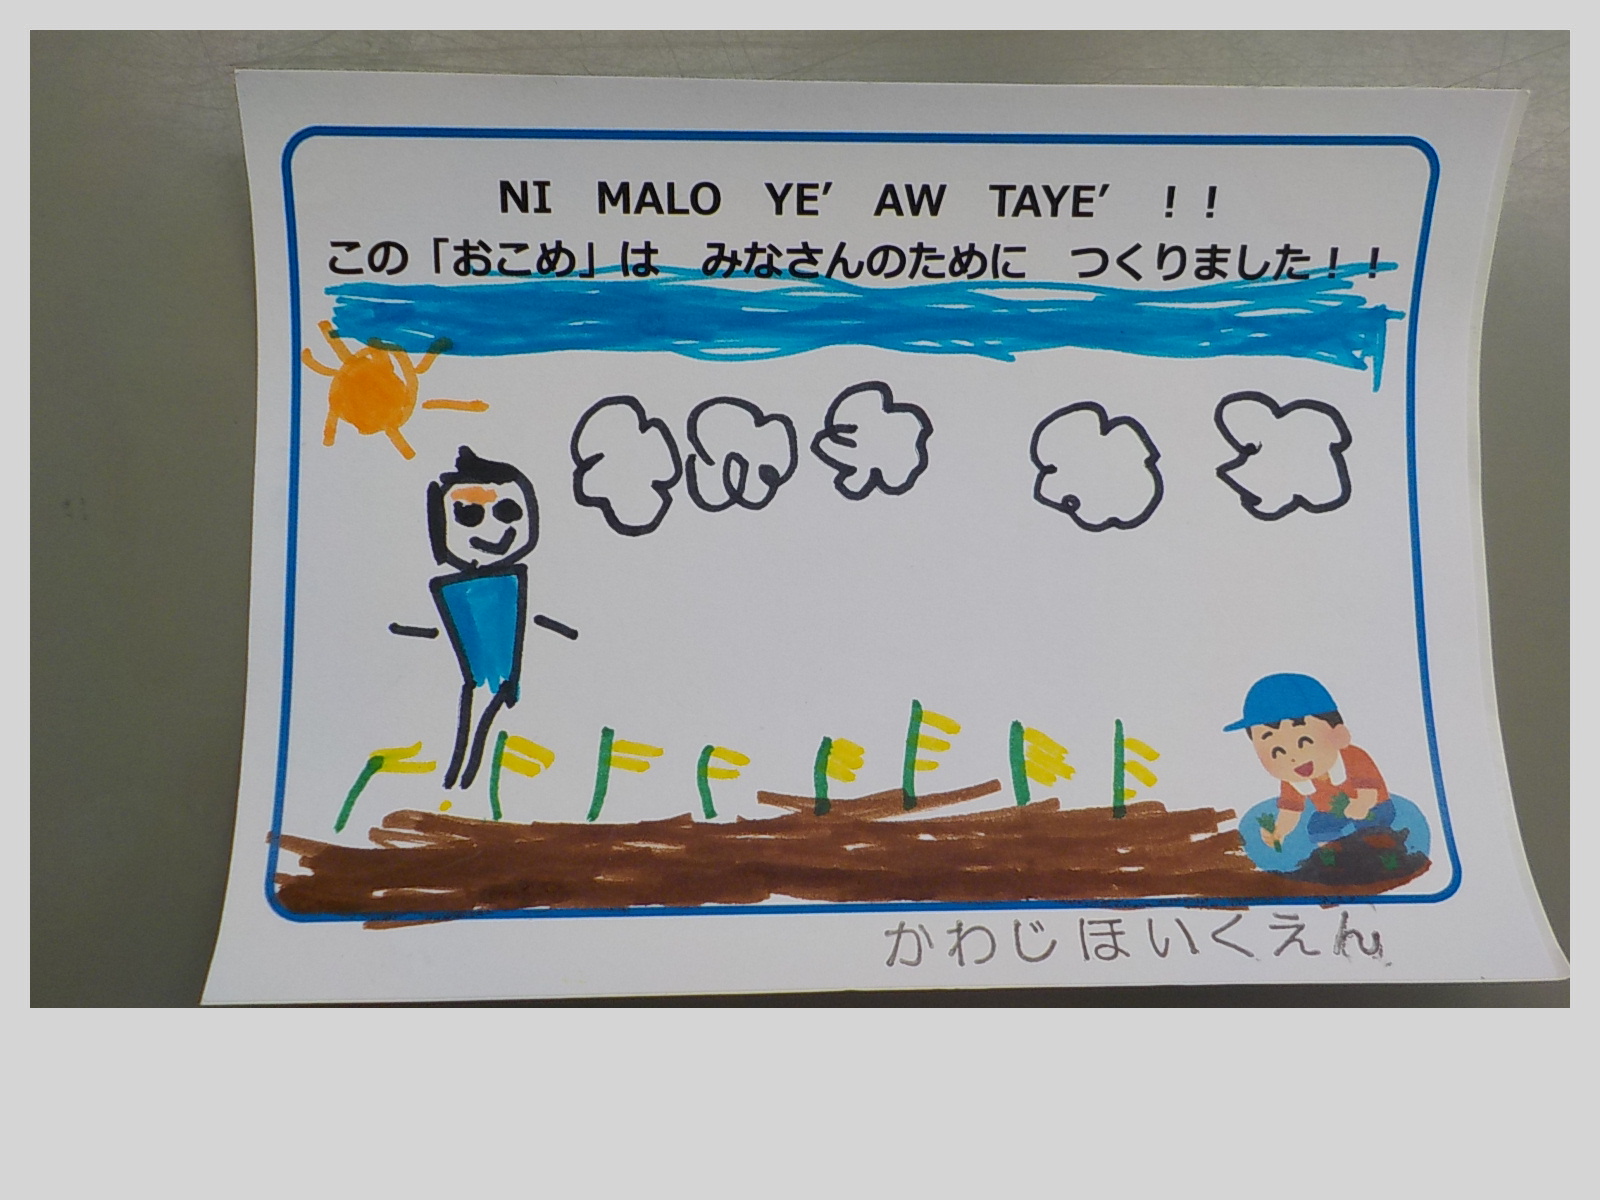 NI MALO YE′ AW TAYE′ ！！
この「おこめ」は みなさんのために つくりました！！
かわじほいくえん